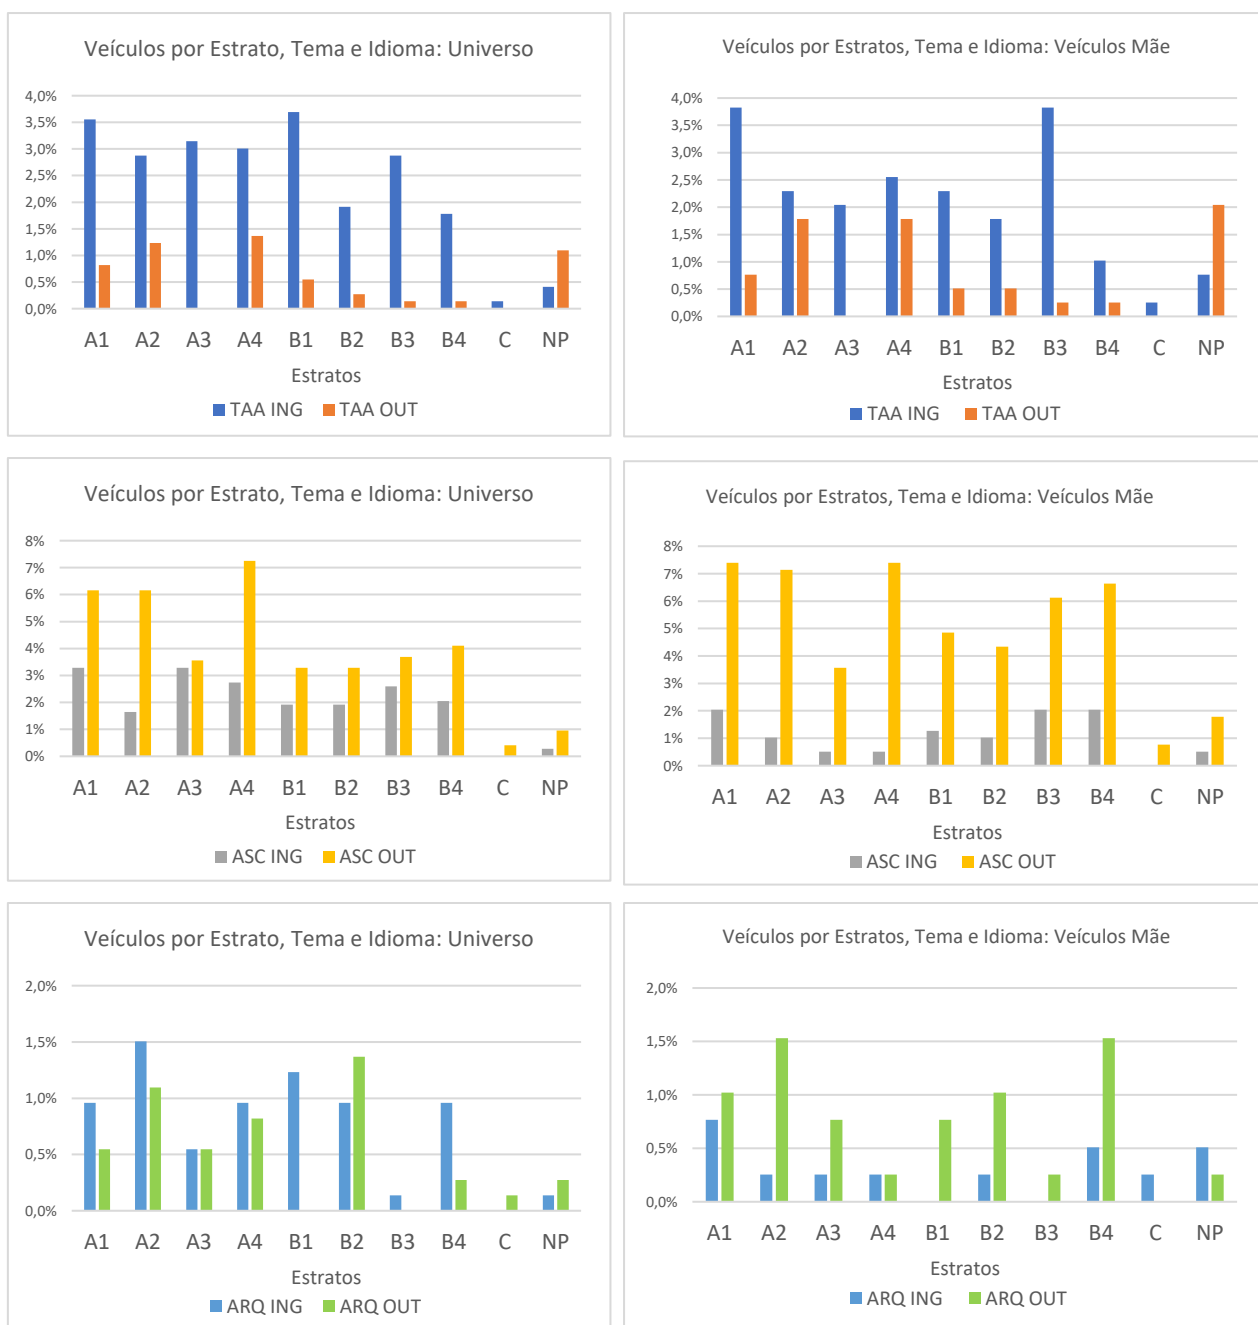 Veículos por Estrato, Tema e Idioma: Universo
4,0%
3,5%
3,0%
2,5%
2,0%
1,5%
1,0%
0,5%
0,0%
A1 A2 A3 A4 B1 B2 B3 B4 C NP
Estratos
TAA ING TAA OUT
Veículos por Estratos, Tema e Idioma: Veículos Mãe
4,0%
3,5%
3,0%
2,5%
2,0%
1,5%
1,0%
0,5%
0,0%
A1 A2 A3 A4 B1 B2 B3 B4 C NP
Estratos
TAA ING TAA OUT
Veículos por Estrato, Tema e Idioma: Universo
8%
7%
6%
5%
4%
3%
2%
1%
0%
A1 A2 A3 A4 B1 B2 B3 B4 C NP
Estratos
ASC ING ASC OUT
Veículos por Estratos, Tema e Idioma: Veículos Mãe
8%
7%
6%
5%
4%
3%
2%
1%
0%
A1 A2 A3 A4 B1 B2 B3 B4 C NP
Estratos
ASC ING ASC OUT
Veículos por Estrato, Tema e Idioma: Universo
2,0%
1,5%
1,0%
0,5%
0,0%
A1 A2 A3 A4 B1 B2 B3 B4 C NP
Estratos
ARQ ING ARQ OUT
Veículos por Estratos, Tema e Idioma: Veículos Mãe
2,0%
1,5%
1,0%
0,5%
0,0%
A1 A2 A3 A4 B1 B2 B3 B4 C NP
Estratos
ARQ ING ARQ OUT